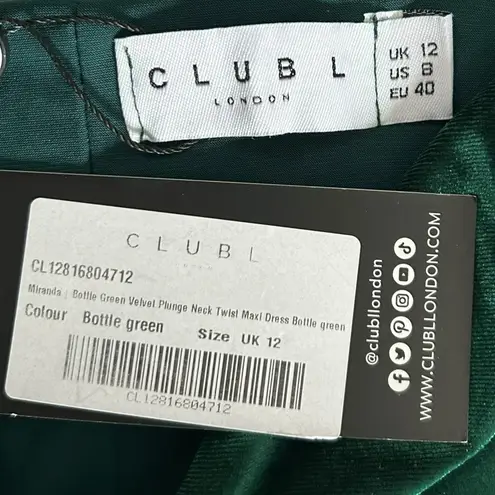 CLUB L
LONDON
UK 12
US 8
EU 40
CLUB L
CL12816804712
Miranda : Bottle Green Velvet Plunge Neck Twist Maxi Dress Bottle green
Colour Bottle green Size UK 12
CL12816804712
@clubllondon
WWW.CLUBLLONDON.COM